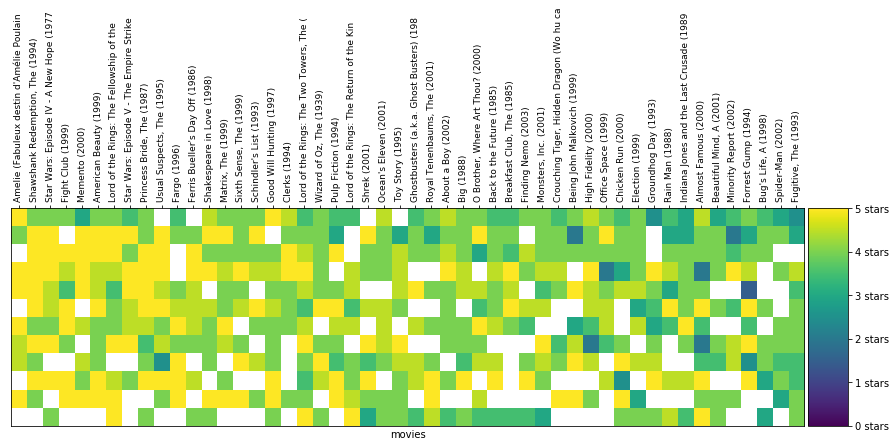 Amelie (Fabuleux destin d'Amélie Poulain
Shawshank Redemption, The (1994)
Star Wars: Episode IV - A New Hope (1977
Fight Club (1999)
Memento (2000)
American Beauty (1999)
Lord of the Rings: The Fellowship of the
Star Wars: Episode V - The Empire Strike
Princess Bride, The (1987)
Usual Suspects, The (1995)
Fargo (1996)
Ferris Bueller's Day Off (1986)
Shakespeare in Love (1998)
Matrix, The (1999)
Sixth Sense, The (1999)
Schindler's List (1993)
Good Will Hunting (1997)
Clerks (1994)
Lord of the Rings: The Two Towers, The (
Wizard of Oz, The (1939)
Pulp Fiction (1994)
Lord of the Rings: The Return of the Kin
Shrek (2001)
Ocean's Eleven (2001)
Toy Story (1995)
Ghostbusters (a.k.a. Ghost Busters) (198
Royal Tenenbaums, The (2001)
About a Boy (2002)
Big (1988)
O Brother, Where Art Thou? (2000)
Back to the Future (1985)
Breakfast Club, The (1985)
Finding Nemo (2003)
Monsters, Inc. (2001)
Crouching Tiger, Hidden Dragon (Wo hu ca
Being John Malkovich (1999)
High Fidelity (2000)
Office Space (1999)
Chicken Run (2000)
Election (1999)
Groundhog Day (1993)
Rain Man (1988)
Indiana Jones and the Last Crusade (1989
Almost Famous (2000)
Beautiful Mind, A (2001)
Minority Report (2002)
Forrest Gump (1994)
Bug's Life, A (1998)
Spider-Man (2002)
Fugitive, The (1993)
5 stars
4 stars
3 stars
2 stars
1 stars
0 stars
movies